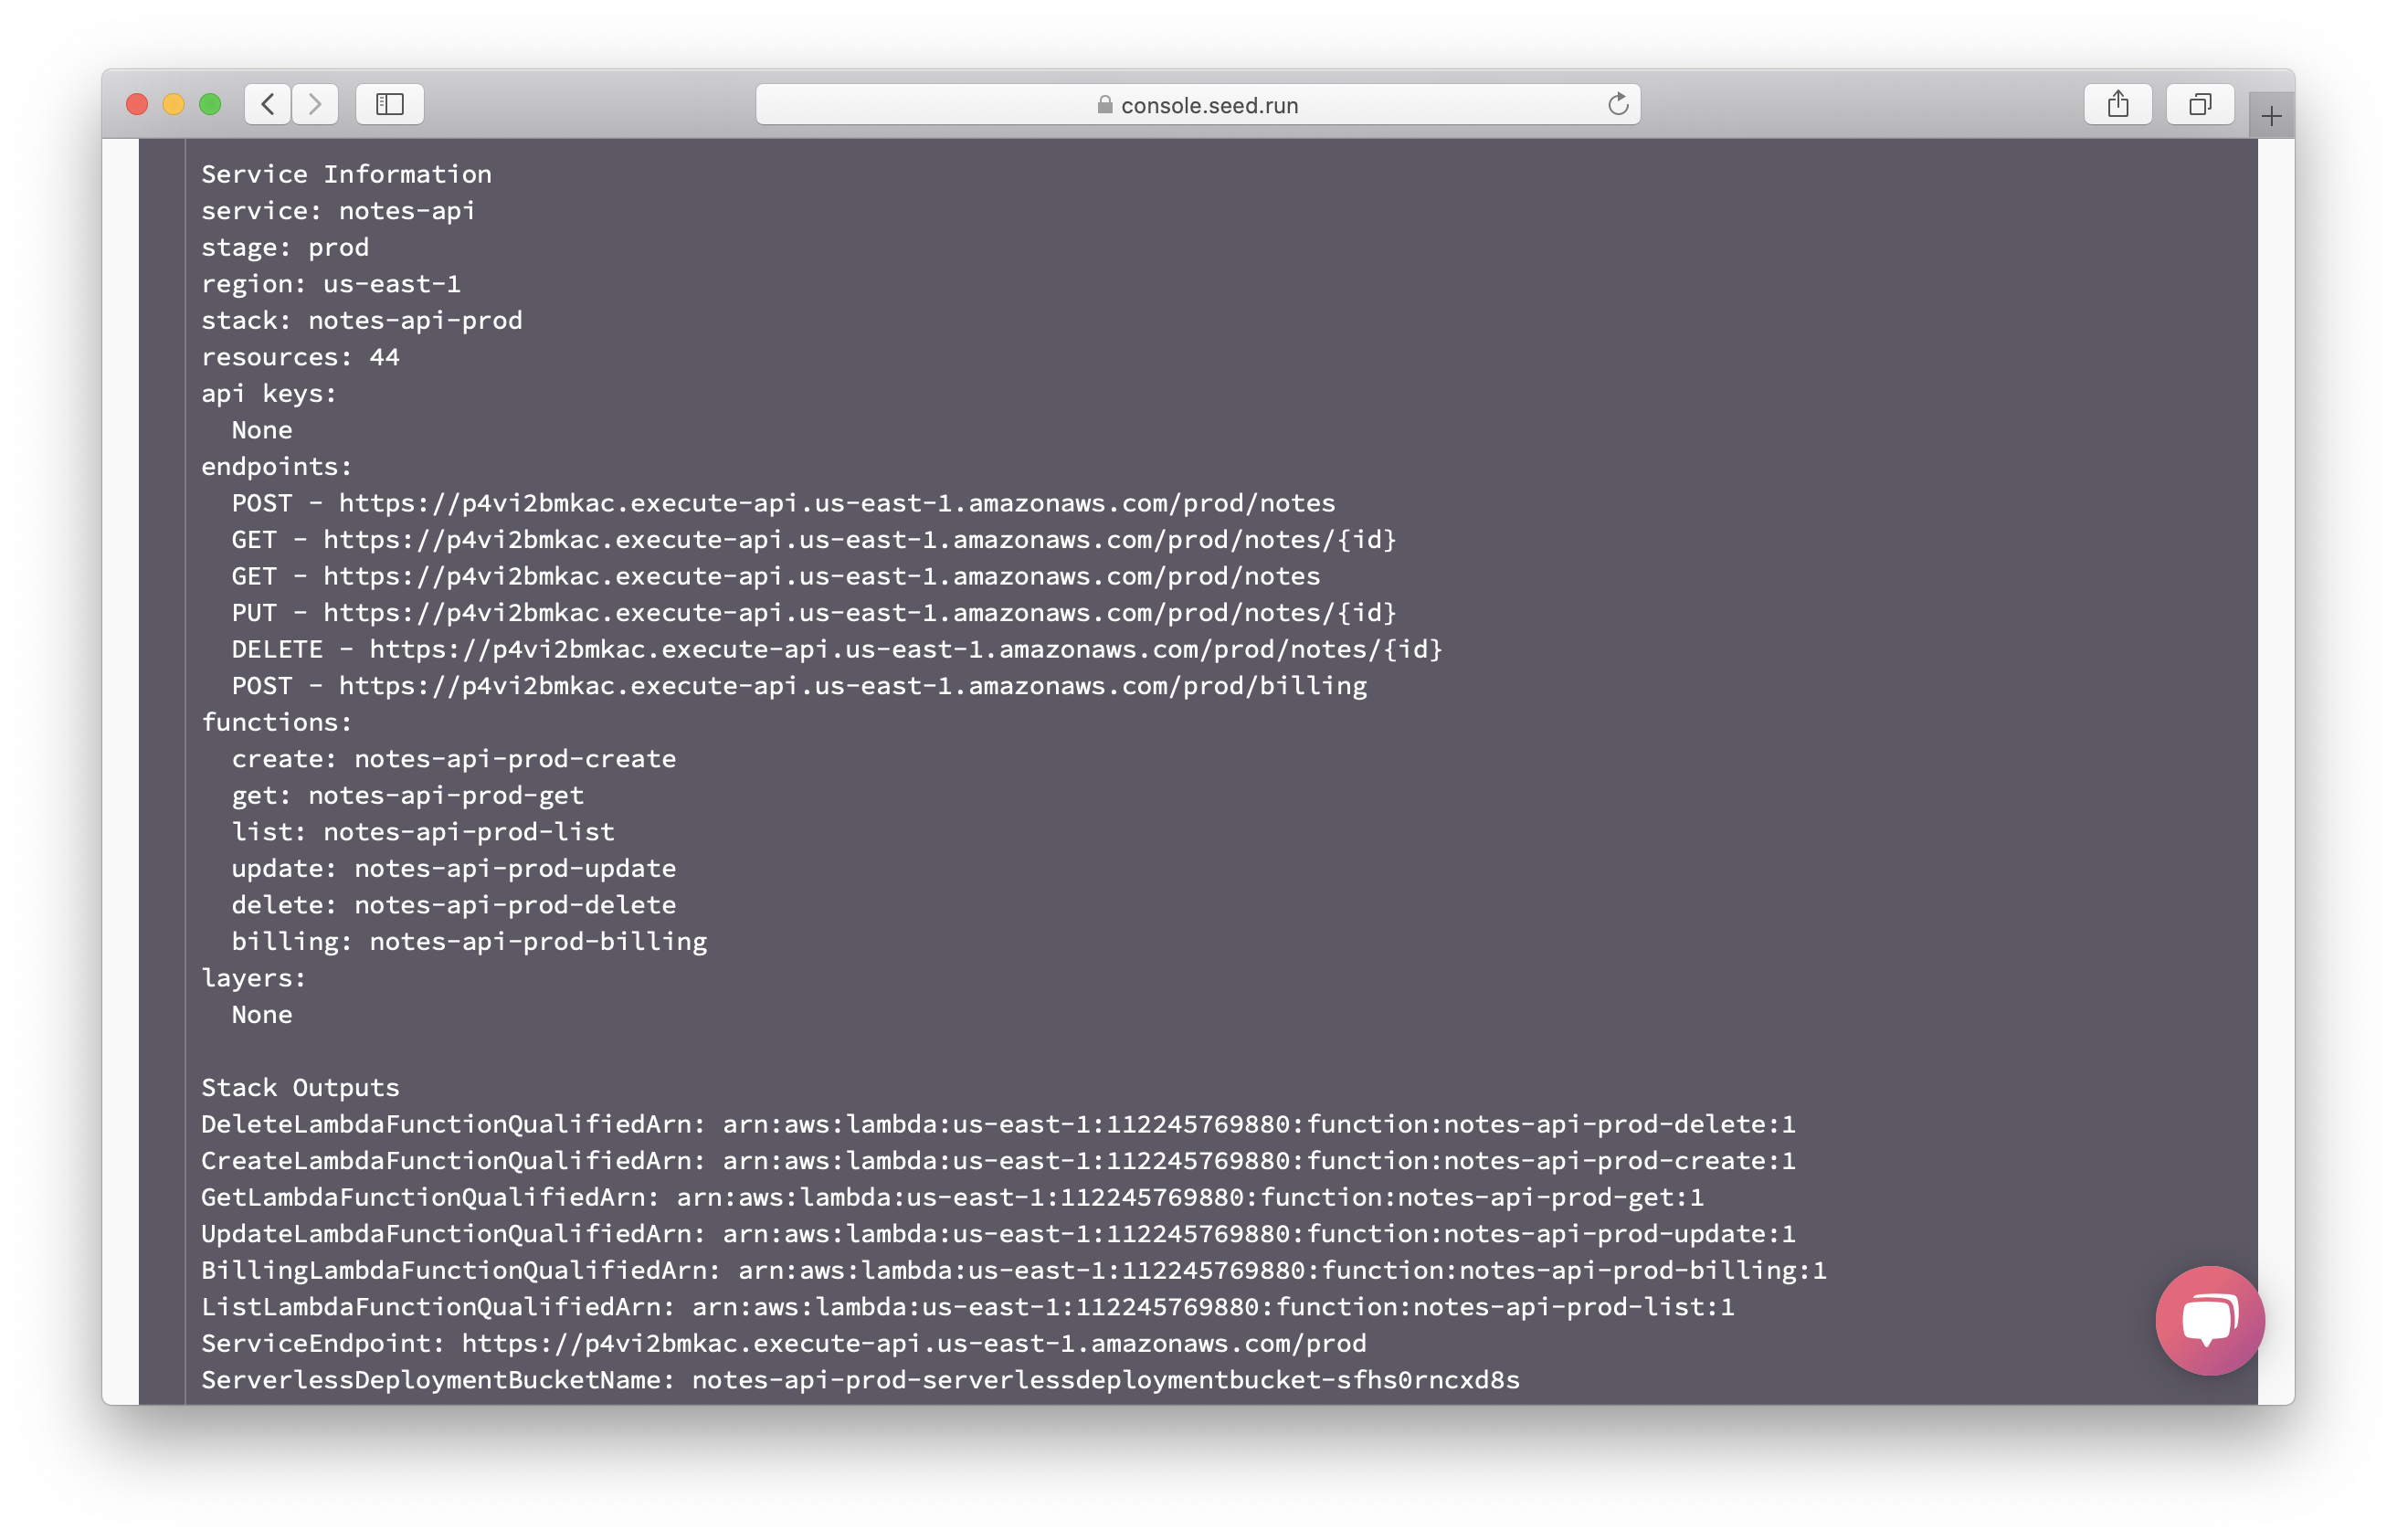 console.seed.run
Service Information
service: notes-api
stage: prod
region: us-east-1
stack: notes-api-prod
resources: 44
api keys:
  None
endpoints:
  POST - https://p4vi2bmkac.execute-api.us-east-1.amazonaws.com/prod/notes
  GET - https://p4vi2bmkac.execute-api.us-east-1.amazonaws.com/prod/notes/{id}
  GET - https://p4vi2bmkac.execute-api.us-east-1.amazonaws.com/prod/notes
  PUT - https://p4vi2bmkac.execute-api.us-east-1.amazonaws.com/prod/notes/{id}
  DELETE - https://p4vi2bmkac.execute-api.us-east-1.amazonaws.com/prod/notes/{id}
  POST - https://p4vi2bmkac.execute-api.us-east-1.amazonaws.com/prod/billing
functions:
  create: notes-api-prod-create
  get: notes-api-prod-get
  list: notes-api-prod-list
  update: notes-api-prod-update
  delete: notes-api-prod-delete
  billing: notes-api-prod-billing
layers:
  None
Stack Outputs
DeleteLambdaFunctionQualifiedArn: arn:aws:lambda:us-east-1:112245769880:function:notes-api-prod-delete:1
CreateLambdaFunctionQualifiedArn: arn:aws:lambda:us-east-1:112245769880:function:notes-api-prod-create:1
GetLambdaFunctionQualifiedArn: arn:aws:lambda:us-east-1:112245769880:function:notes-api-prod-get:1
UpdateLambdaFunctionQualifiedArn: arn:aws:lambda:us-east-1:112245769880:function:notes-api-prod-update:1
BillingLambdaFunctionQualifiedArn: arn:aws:lambda:us-east-1:112245769880:function:notes-api-prod-billing:1
ListLambdaFunctionQualifiedArn: arn:aws:lambda:us-east-1:112245769880:function:notes-api-prod-list:1
ServiceEndpoint: https://p4vi2bmkac.execute-api.us-east-1.amazonaws.com/prod
ServerlessDeploymentBucketName: notes-api-prod-serverlessdeploymentbucket-sfhs0rncxd8s